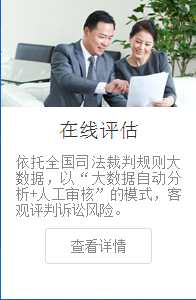 在线评估
依托全国司法裁判规则大
数据，以“大数据自动分
析+人工审核”的模式，客
观评判诉讼风险。
查看详情